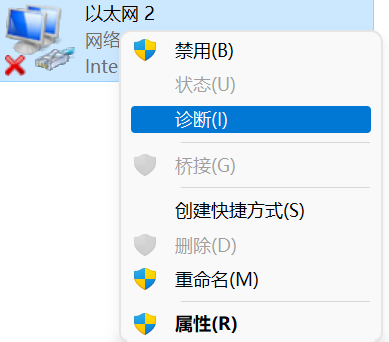 以太网 2
网络
Inte
禁用(B)
状态(U)
诊断(I)
桥接(G)
创建快捷方式(S)
删除(D)
重命名(M)
属性(R)